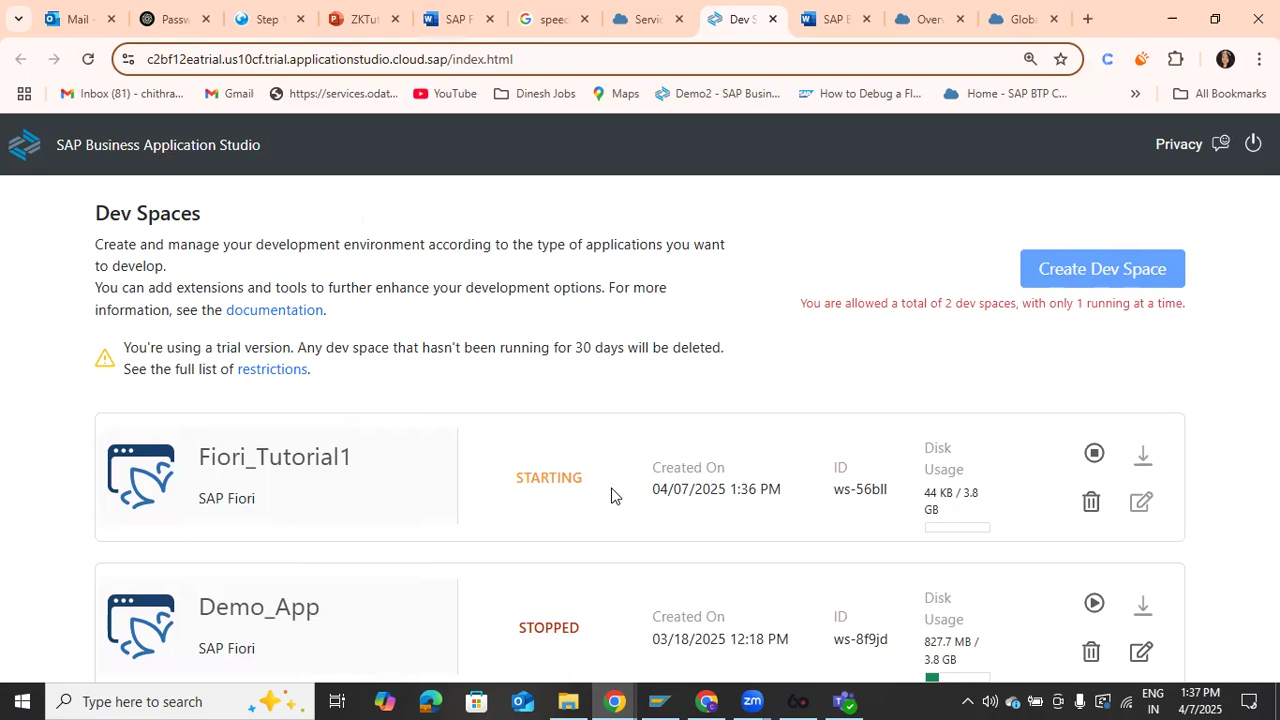 Mail -
Passw
Step
ZKTut
SAP F
speec
Servic
Dev S
SAP B
Overv
Globa
c2bf12eatrial.us10cf.trial.applicationstudio.cloud.sap/index.html
Inbox (81) – chithra...
Gmail
https://services.odat...
YouTube
Dinesh Jobs
Maps
Demo2 - SAP Busin...
How to Debug a Fl...
Home - SAP BTP C...
All Bookmarks
SAP Business Application Studio
Privacy
Dev Spaces
Create and manage your development environment according to the type of applications you want
to develop.
You can add extensions and tools to further enhance your development options. For more
information, see the documentation.
Create Dev Space
You are allowed a total of 2 dev spaces, with only 1 running at a time.
You're using a trial version. Any dev space that hasn't been running for 30 days will be deleted.
See the full list of restrictions.
Fiori_Tutorial1
SAP Fiori
STARTING
Created On
04/07/2025 1:36 PM
ID
ws-56bll
Disk
Usage
44 KB / 3.8
GB
Demo_App
SAP Fiori
STOPPED
Created On
03/18/2025 12:18 PM
ID
ws-8f9jd
Disk
Usage
827.7 MB /
3.8 GB
Type here to search
ENG
IN
1:37 PM
4/7/2025